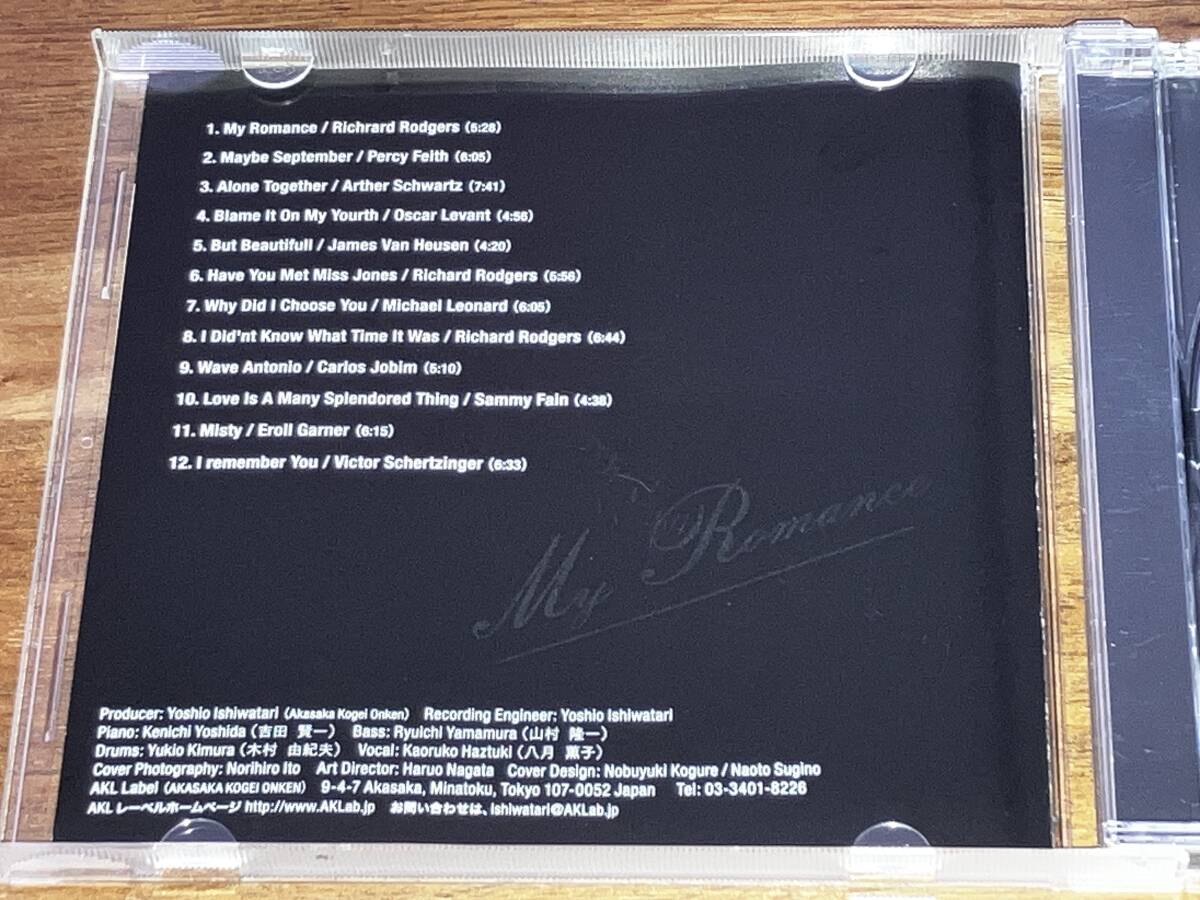 1. My Romance / Richrard Rodgers (5:28)
2. Maybe September / Percy Feith (6:05)
3. Alone Together / Arther Schwartz (7:41)
4. Blame It On My Yourth / Oscar Levant (4:56)
5. But Beautifull / James Van Heusen (4:20)
6. Have You Met Miss Jones / Richard Rodgers (5:56)
7. Why Did I Choose You / Michael Leonard (6:05)
8. I Did'nt Know What Time It Was / Richard Rodgers (6:44)
9. Wave Antonio / Carlos Jobim (5:10)
10. Love Is A Many Splendored Thing / Sammy Fain (4:38)
11. Misty / Eroll Garner (6:15)
12. I remember You / Victor Schertzinger (6:33)
My Romance
Producer: Yoshio Ishiwatari (Akasaka Kogei Onken) Recording Engineer: Yoshio Ishiwatari
Piano: Kenichi Yoshida (吉田 賢一) Bass: Ryuichi Yamamura (山村 隆一)
Drums: Yukio Kimura (木村 由紀夫) Vocal: Kaoruko Haztuki (八月 薫子)
Cover Photography: Norihiro Ito Art Director: Haruo Nagata Cover Design: Nobuyuki Kogure / Naoto Sugino
AKL Label (AKASAKA KOGEI ONKEN) 9-4-7 Akasaka, Minatoku, Tokyo 107-0052 Japan Tel: 03-3401-8226
AKL レーベルホームページ http://www.AKLab.jp お問い合わせは、ishiwatari@AKLab.jp